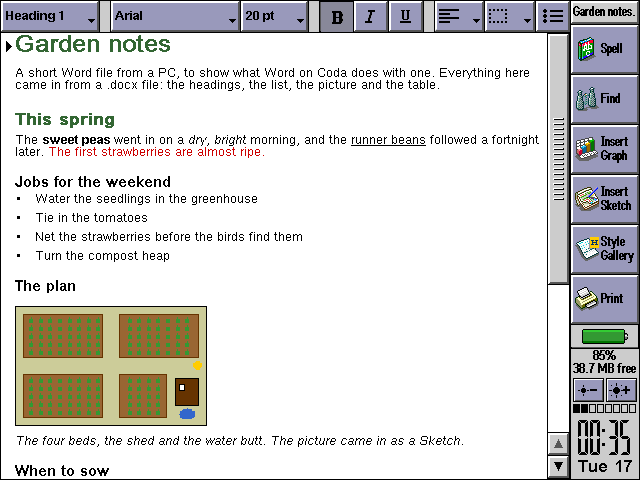 Heading 1
Arial
20 pt
B
I
U
Garden notes.
Garden notes
A short Word file from a PC, to show what Word on Coda does with one. Everything here
came in from a .docx file: the headings, the list, the picture and the table.
This spring
The sweet peas went in on a dry, bright morning, and the runner beans followed a fortnight
later. The first strawberries are almost ripe.
Jobs for the weekend
• Water the seedlings in the greenhouse
• Tie in the tomatoes
• Net the strawberries before the birds find them
• Turn the compost heap
The plan
The four beds, the shed and the water butt. The picture came in as a Sketch.
When to sow
Spell
Find
Insert
Graph
Insert
Sketch
Style
Gallery
Print
85%
38.7 MB free
00:35
Tue 17